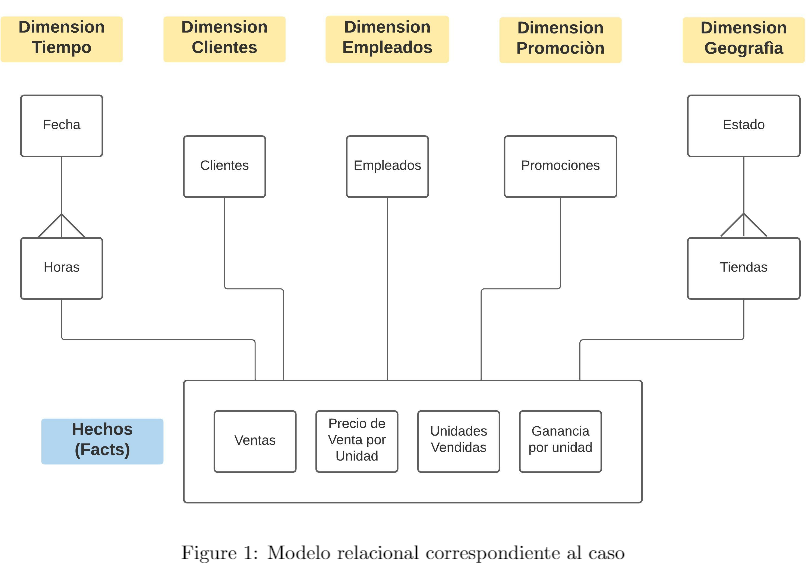 Dimension
Tiempo
Dimension
Clientes
Dimension
Empleados
Dimension
Promociòn
Dimension
Geografìa
Fecha
Estado
Clientes
Empleados
Promociones
Horas
Tiendas
Hechos
(Facts)
Ventas
Precio de
Venta por
Unidad
Unidades
Vendidas
Ganancia
por unidad
Figure 1: Modelo relacional correspondiente al caso